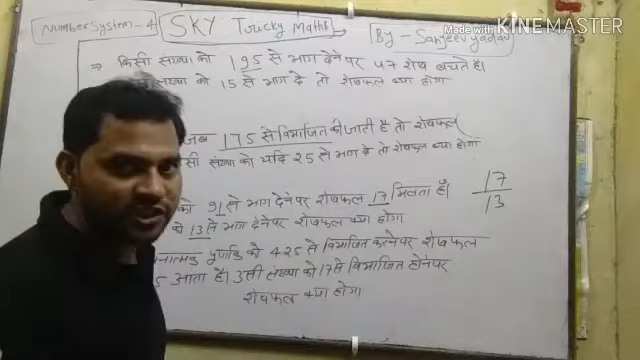 Made with KINEMASTER
Number System - 4
SKY Tricky Maths
By - Sanjeev yadav
⇒ किसी संख्या को 195 से भाग देने पर 47 शेष बचते है।
संख्या को 15 से भाग दे तो शेषफल क्या होगा
जब 175 से विभाजित की जाती है तो शेषफल
संख्या को यदि 25 से भाग दे तो शेषफल क्या होगा
को 91 से भाग देने पर शेषफल 17 मिलता है।
को 13 से भाग देने पर शेषफल क्या होगा
17
13
पूर्णांक को 425 से विभाजित करने पर शेषफल
5 आता है। उसी संख्या को 17 से विभाजित होने पर
शेषफल क्या होगा।